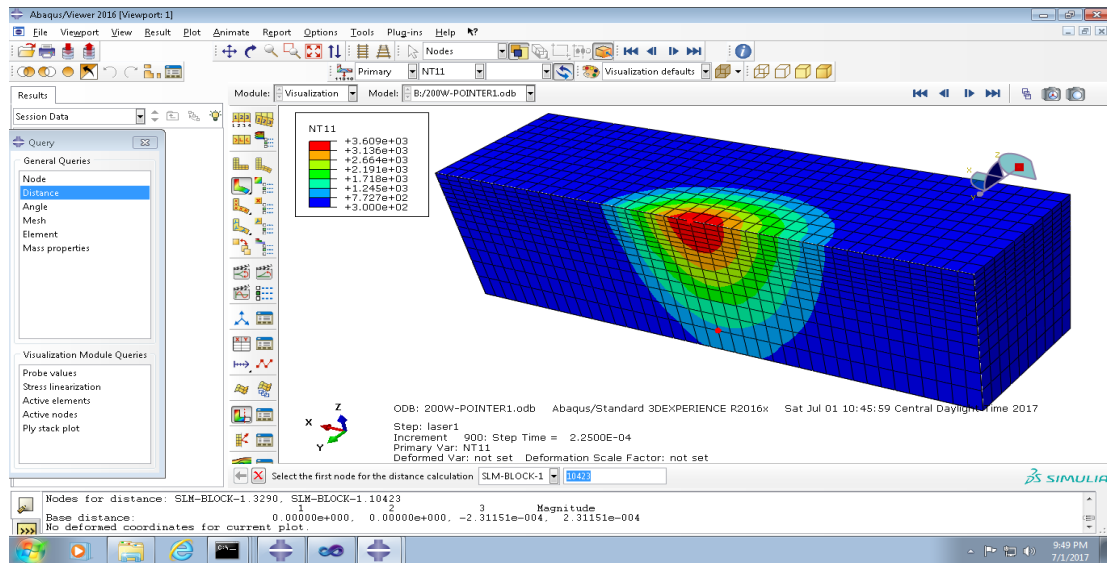 Abaqus/Viewer 2016 [Viewport: 1]
File Viewport View Result Plot Animate Report Options Tools Plug-ins Help
Nodes
Primary NT11 Visualization defaults
Results Module: Visualization Model: B:/200W-POINTER1.odb
Session Data
Query
General Queries
Node
Distance
Angle
Mesh
Element
Mass properties
Visualization Module Queries
Probe values
Stress linearization
Active elements
Active nodes
Ply stack plot
NT11
+3.609e+03
+3.136e+03
+2.664e+03
+2.191e+03
+1.718e+03
+1.245e+03
+7.727e+02
+3.000e+02
Z
X
Y
ODB: 200W-POINTER1.odb Abaqus/Standard 3DEXPERIENCE R2016x Sat Jul 01 10:45:59 Central Daylight Time 2017
Step: laser1
Increment 900: Step Time = 2.2500E-04
Primary Var: NT11
Deformed Var: not set Deformation Scale Factor: not set
Select the first node for the distance calculation SLM-BLOCK-1 10423
SIMULIA
Nodes for distance: SLM-BLOCK-1.3290, SLM-BLOCK-1.10423
1 2 3 Magnitude
Base distance: 0.00000e+000, 0.00000e+000, -2.31151e-004, 2.31151e-004
No deformed coordinates for current plot.
9:49 PM
7/1/2017